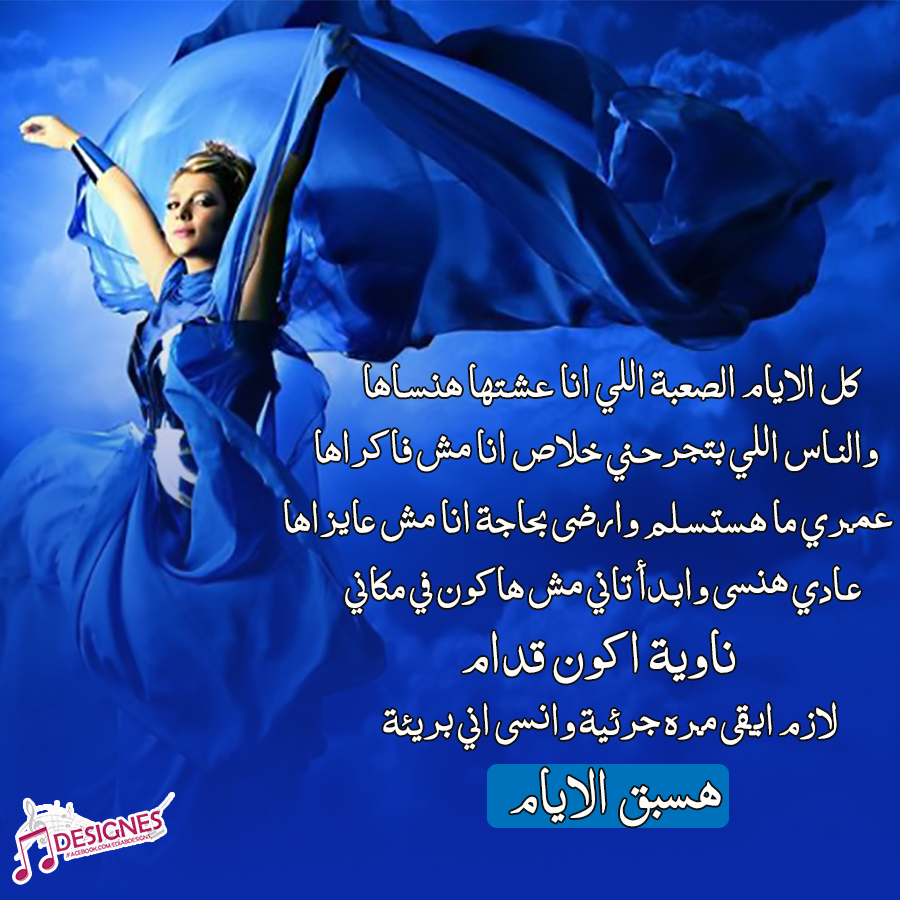 كل الايام الصعبة اللي انا عشتها هنساها
والناس اللي بتجرحني خلاص انا مش فاكراها
عمري ما هستسلم وارضى بحاجة انا مش عايزاها
عادي هنسى وابدأ تاني مش هاكون في مكاني
ناوية اكون قدام
لازم ابقى مره جرئية وانسى اني بريئة
هسبق الايام
DESIGNES